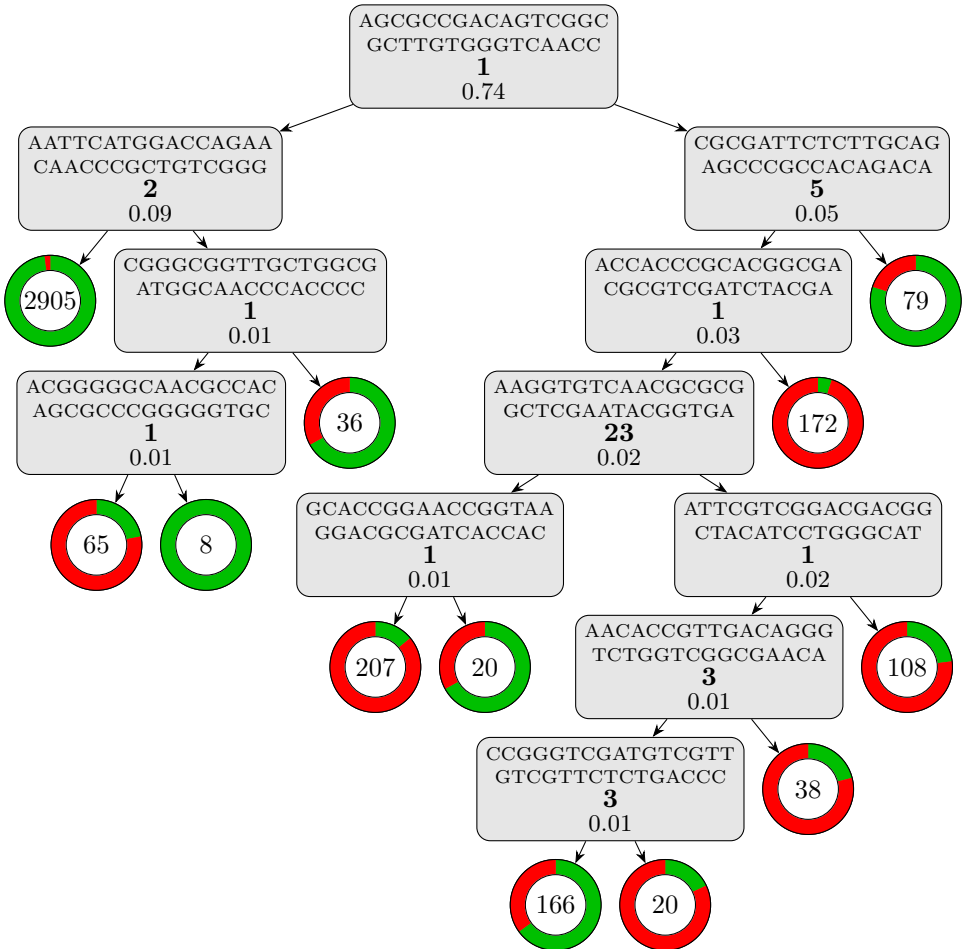 AGCGCCGACAGTCGGC
GCTTGTGGGTCAACC
1
0.74
AATTCATGGACCAGAA
CAACCCGCTGTCGGG
2
0.09
CGCGATTCTCTTGCAG
AGCCCGCCACAGACA
5
0.05
2905
CGGGCGGTTGCTGGCG
ATGGCAACCCACCCC
1
0.01
ACCACCCGCACGGCGA
CGCGTCGATCTACGA
1
0.03
79
ACGGGGGCAACGCCAC
AGCGCCCGGGGGTGC
1
0.01
36
AAGGTGTCAACGCGCG
GCTCGAATACGGTGA
23
0.02
172
65
8
GCACCGGAACCGGTAA
GGACGCGATCACCAC
1
0.01
ATTCGTCGGACGACGG
CTACATCCTGGGCAT
1
0.02
207
20
AACACCGTTGACAGGG
TCTGGTCGGCGAACA
3
0.01
108
CCGGGTCGATGTCGTT
GTCGTTCTCTGACCC
3
0.01
38
166
20